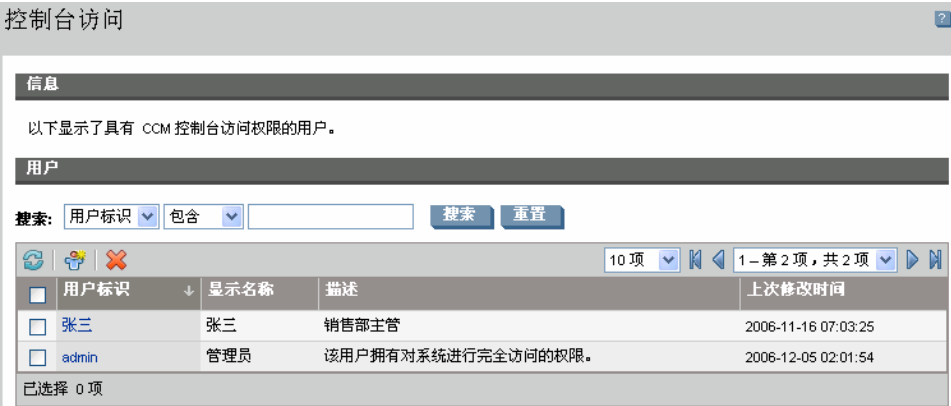 控制台访问
?
信息
以下显示了具有 CCM 控制台访问权限的用户。
用户
搜索: 用户标识 包含 搜索 重置
10 项 1 – 第 2 项，共 2 项
用户标识 显示名称 描述 上次修改时间
张三 张三 销售部主管 2006-11-16 07:03:25
admin 管理员 该用户拥有对系统进行完全访问的权限。 2006-12-05 02:01:54
已选择 0 项